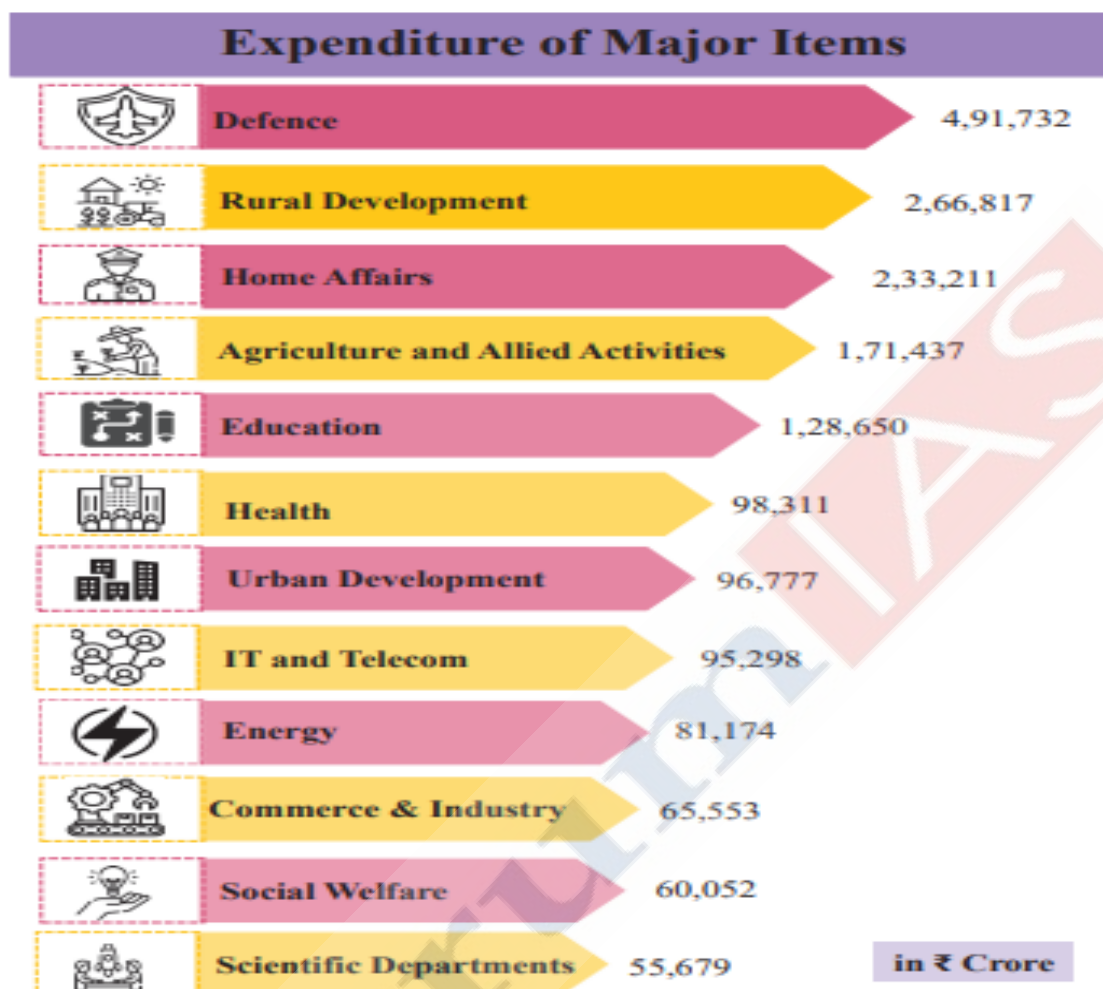 Expenditure of Major Items
Defence 4,91,732
Rural Development 2,66,817
Home Affairs 2,33,211
Agriculture and Allied Activities 1,71,437
Education 1,28,650
Health 98,311
Urban Development 96,777
IT and Telecom 95,298
Energy 81,174
Commerce & Industry 65,553
Social Welfare 60,052
Scientific Departments 55,679
in ₹ Crore
rumIAS